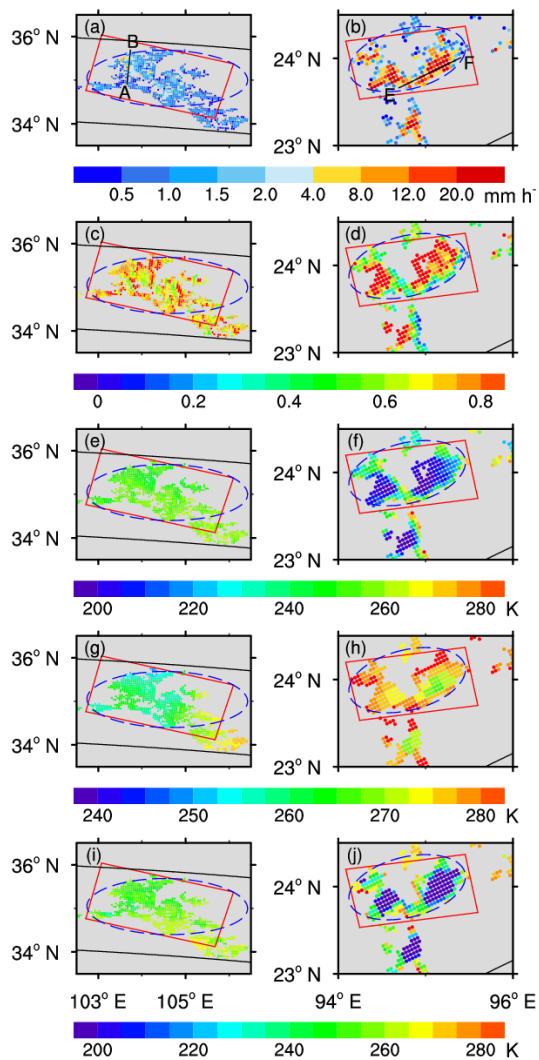 (a) (b)
36° N 24° N
B F
A E
34° N 23° N
0.5 1.0 1.5 2.0 4.0 8.0 12.0 20.0 mm h⁻
(c) (d)
36° N 24° N
34° N 23° N
0 0.2 0.4 0.6 0.8
(e) (f)
36° N 24° N
34° N 23° N
200 220 240 260 280 K
(g) (h)
36° N 24° N
34° N 23° N
240 250 260 270 280 K
(i) (j)
36° N 24° N
34° N 23° N
103° E 105° E 94° E 96° E
200 220 240 260 280 K